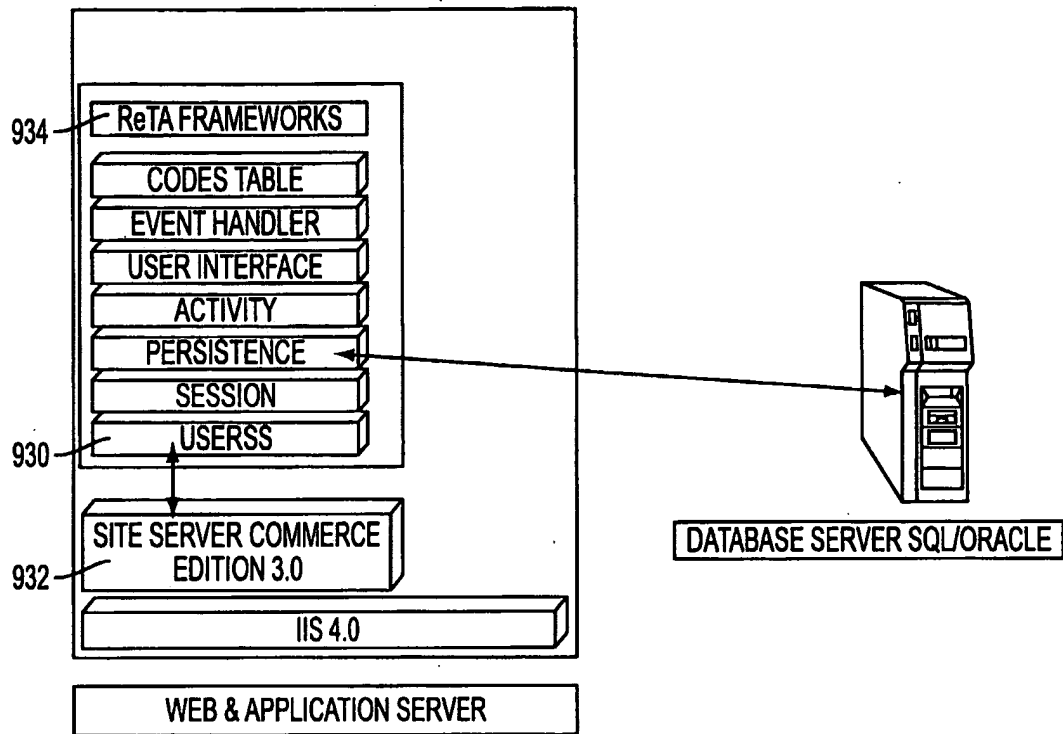 934
ReTA FRAMEWORKS
CODES TABLE
EVENT HANDLER
USER INTERFACE
ACTIVITY
PERSISTENCE
SESSION
930
USERSS
SITE SERVER COMMERCE
EDITION 3.0
932
IIS 4.0
WEB & APPLICATION SERVER
DATABASE SERVER SQL/ORACLE